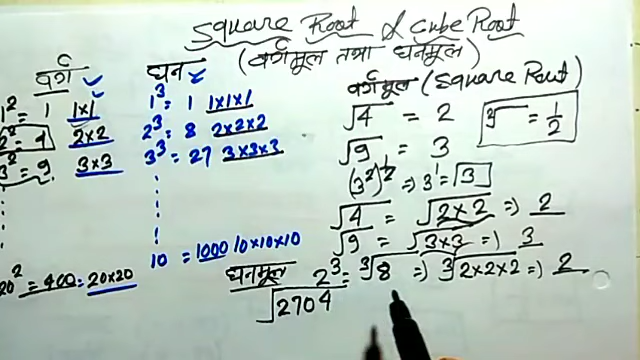 Square Root & Cube Root
(वर्गमूल तथा घनमूल)
वर्ग
1² = 1 1×1
2² = 4 2×2
3² = 9 3×3
20² = 400 = 20×20
घन
1³ = 1 1×1×1
2³ = 8 2×2×2
3³ = 27 3×3×3
10 = 1000 10×10×10
वर्गमूल (Square Root)
√4 = 2
√9 = 3
∛ = 1/2
(3²)^½ => 3¹ = 3
√4 = √2×2 => 2
√9 = √3×3 => 3
घनमूल 2³ = ∛8 => ∛2×2×2 => 2
√2704